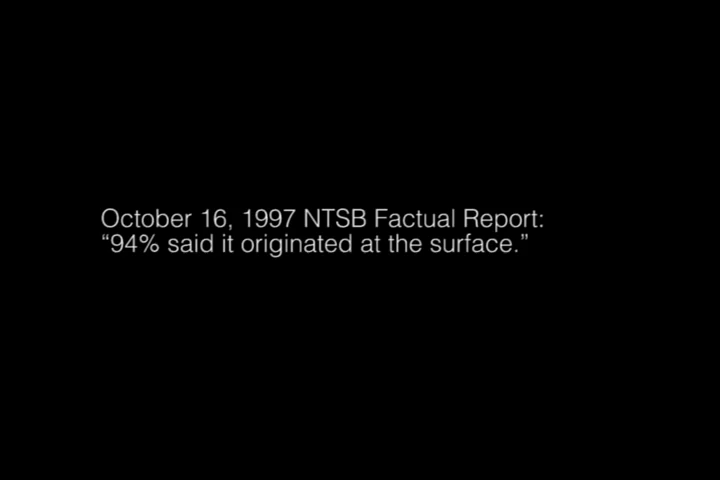 October 16, 1997 NTSB Factual Report:
“94% said it originated at the surface.”